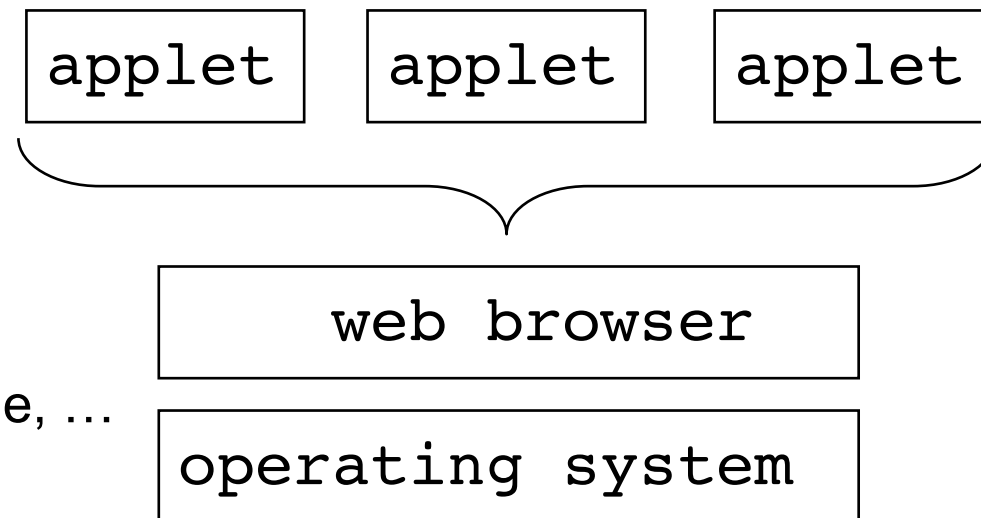 applet applet applet
web browser
e, …
operating system